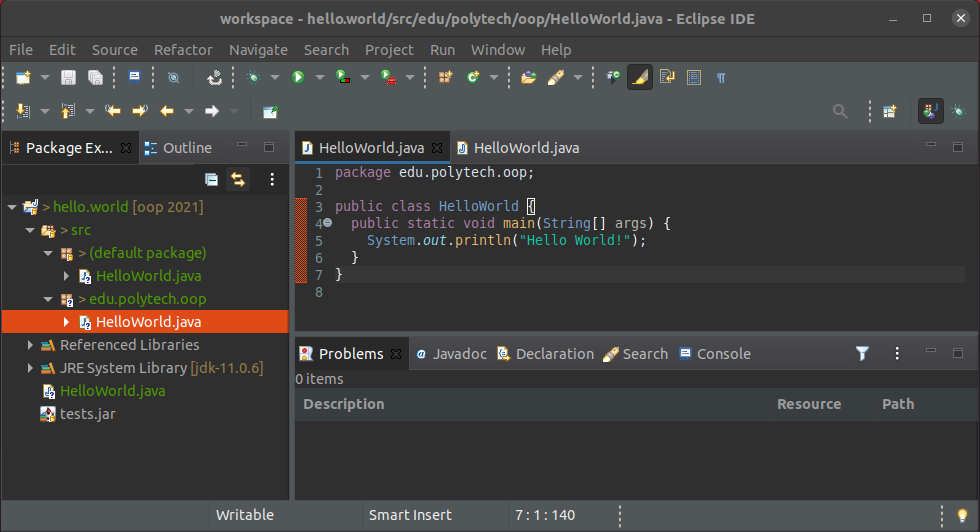 workspace - hello.world/src/edu/polytech/oop/HelloWorld.java - Eclipse IDE
File Edit Source Refactor Navigate Search Project Run Window Help
Package Ex... Outline
> hello.world [oop 2021]
> src
> (default package)
HelloWorld.java
> edu.polytech.oop
HelloWorld.java
Referenced Libraries
JRE System Library [jdk-11.0.6]
HelloWorld.java
tests.jar
HelloWorld.java HelloWorld.java
1 package edu.polytech.oop;
2
3 public class HelloWorld {
4 public static void main(String[] args) {
5 System.out.println("Hello World!");
6 }
7 }
8
Problems @ Javadoc Declaration Search Console
0 items
Description Resource Path
Writable Smart Insert 7 : 1 : 140